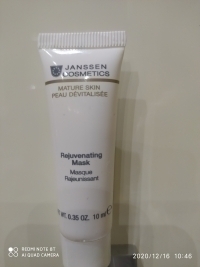 JANSSEN
COSMETICS
MATURE SKIN
PEAU DÉVITALISÉE
Rejuvenating
Mask
Masque
Rajeunissant
WT. 0.35 OZ. 10 ml e
REDMI NOTE 8T
AI QUAD CAMERA
2020/12/16 10:46